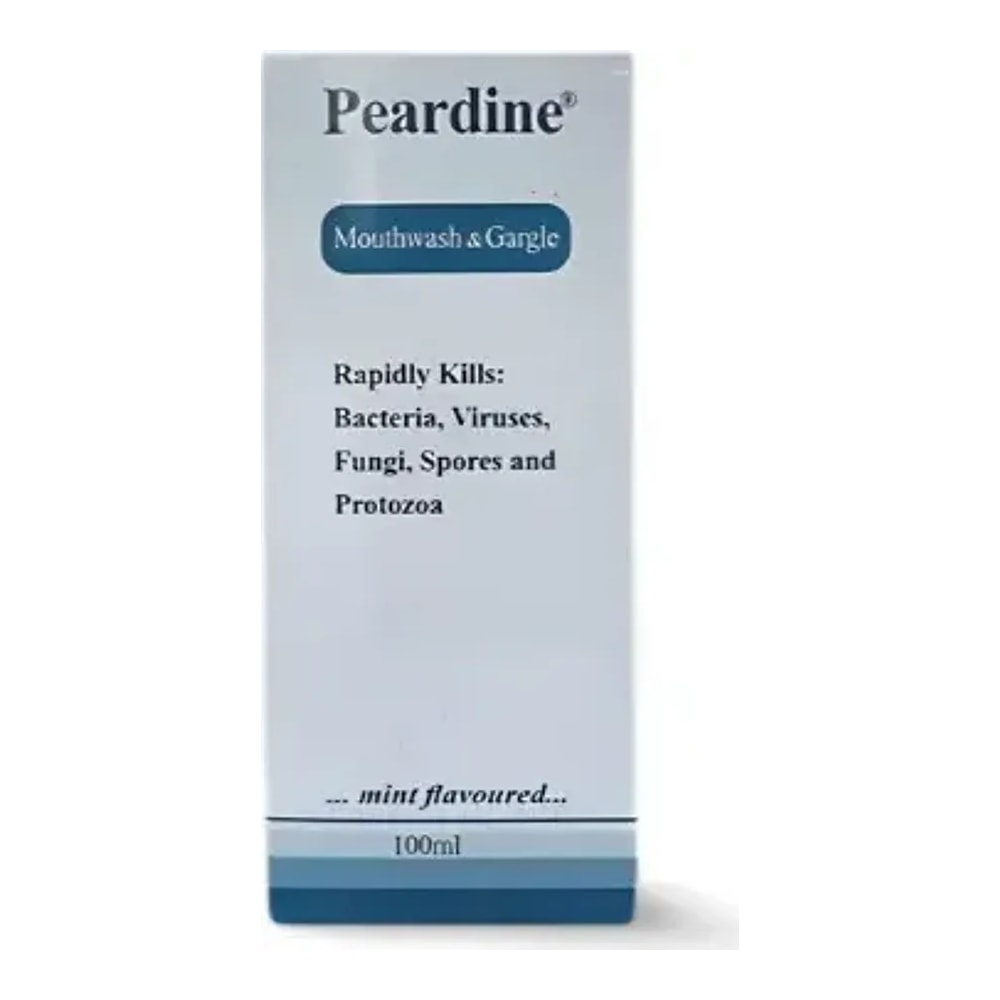 Peardine®
Mouthwash & Gargle
Rapidly Kills:
Bacteria, Viruses,
Fungi, Spores and
Protozoa
... mint flavoured...
100ml